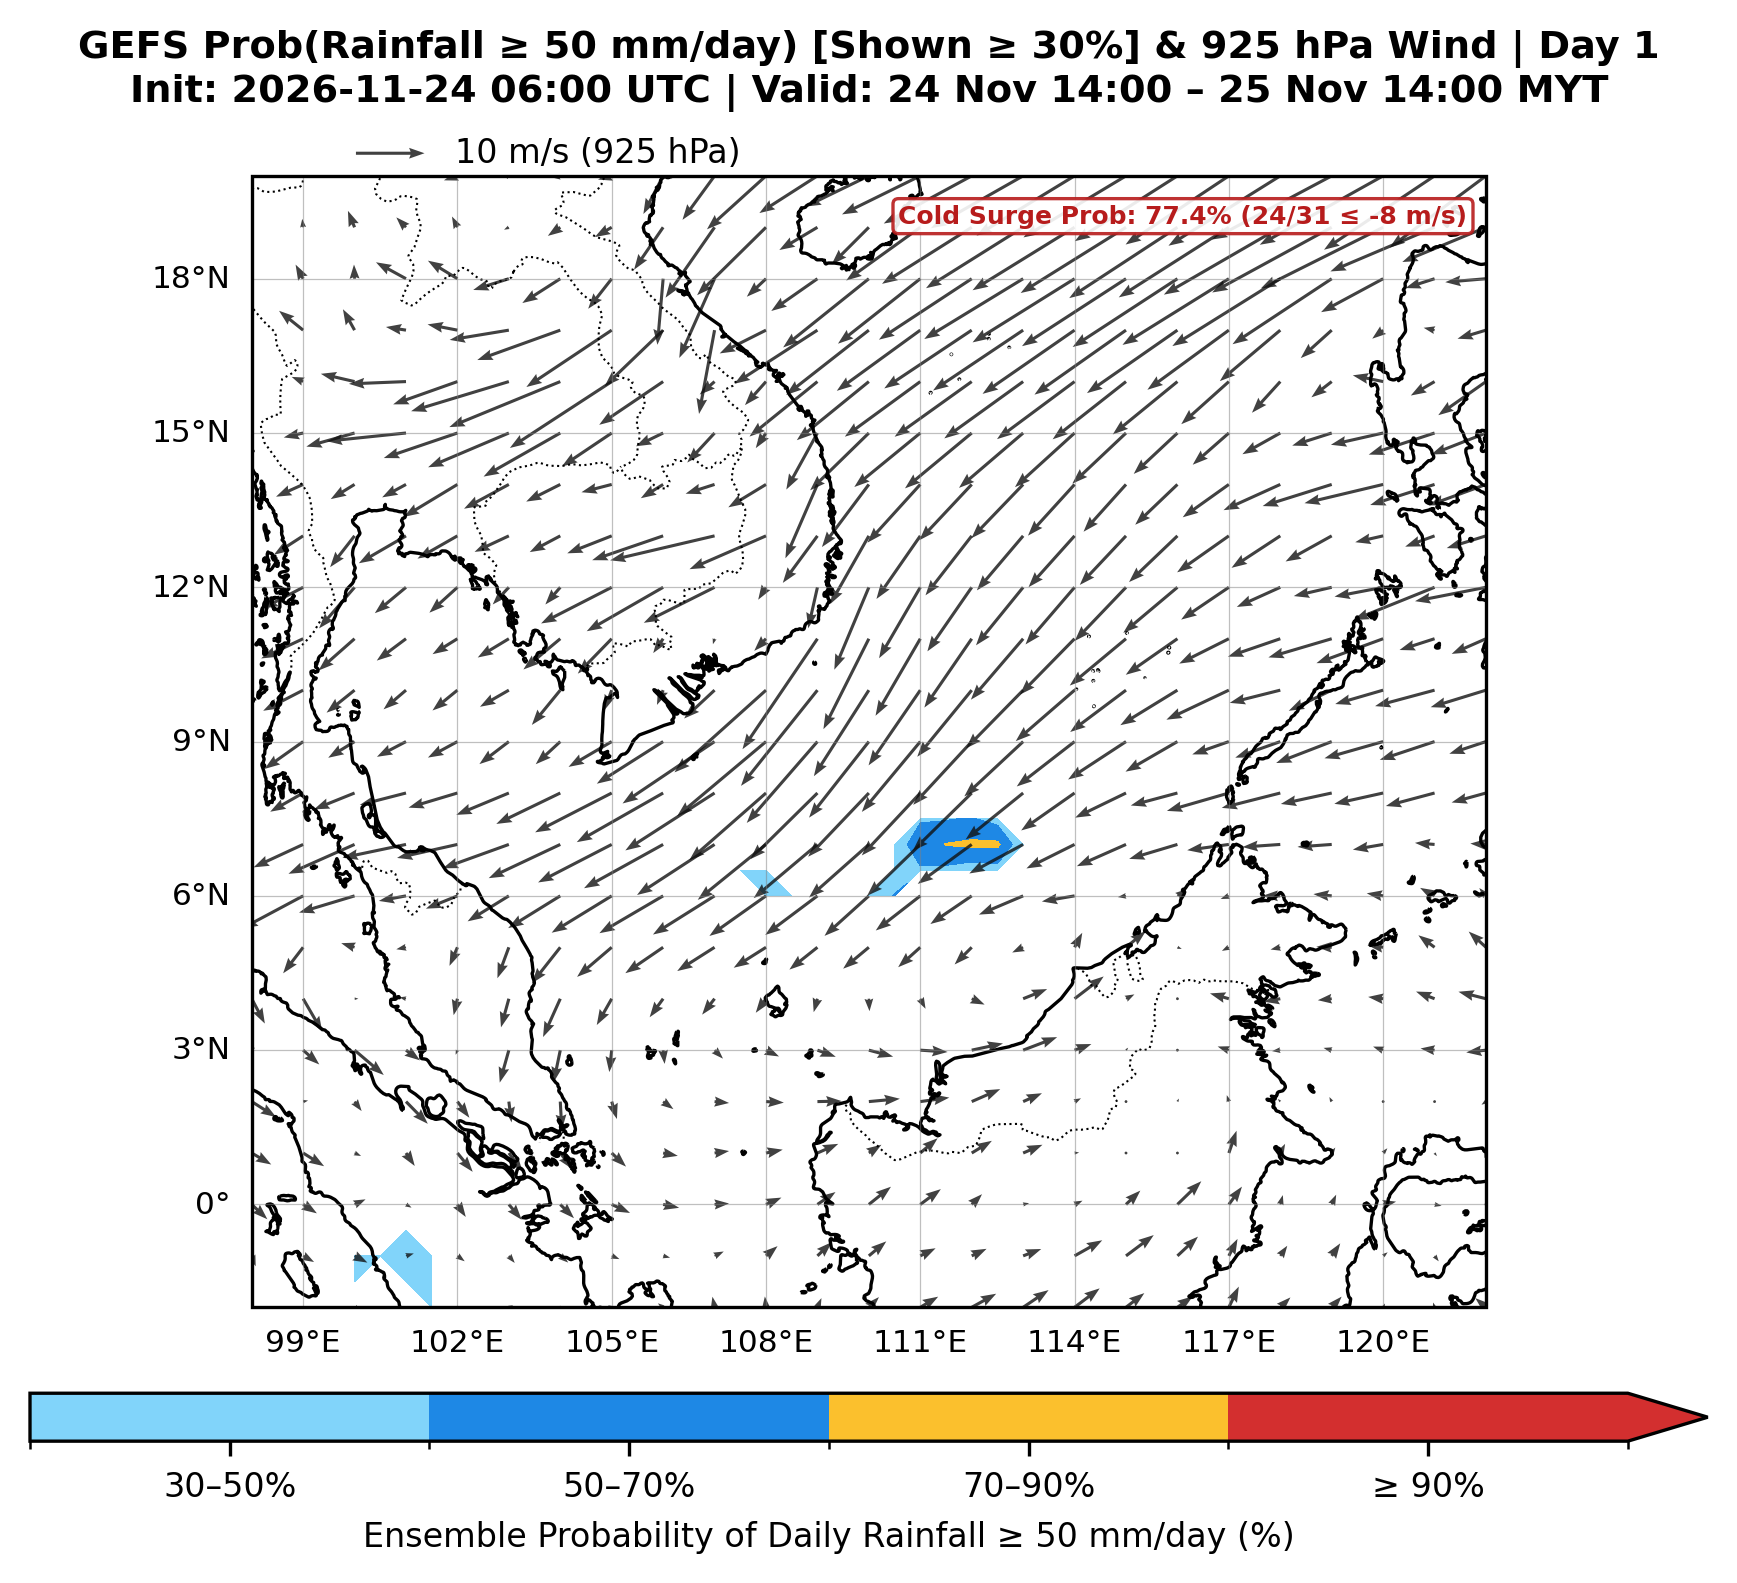 GEFS Prob(Rainfall ≥ 50 mm/day) [Shown ≥ 30%] & 925 hPa Wind | Day 1
Init: 2026-11-24 06:00 UTC | Valid: 24 Nov 14:00 – 25 Nov 14:00 MYT
10 m/s (925 hPa)
Cold Surge Prob: 77.4% (24/31 ≤ -8 m/s)
18°N
15°N
12°N
9°N
6°N
3°N
0°
99°E 102°E 105°E 108°E 111°E 114°E 117°E 120°E
30–50% 50–70% 70–90% ≥ 90%
Ensemble Probability of Daily Rainfall ≥ 50 mm/day (%)